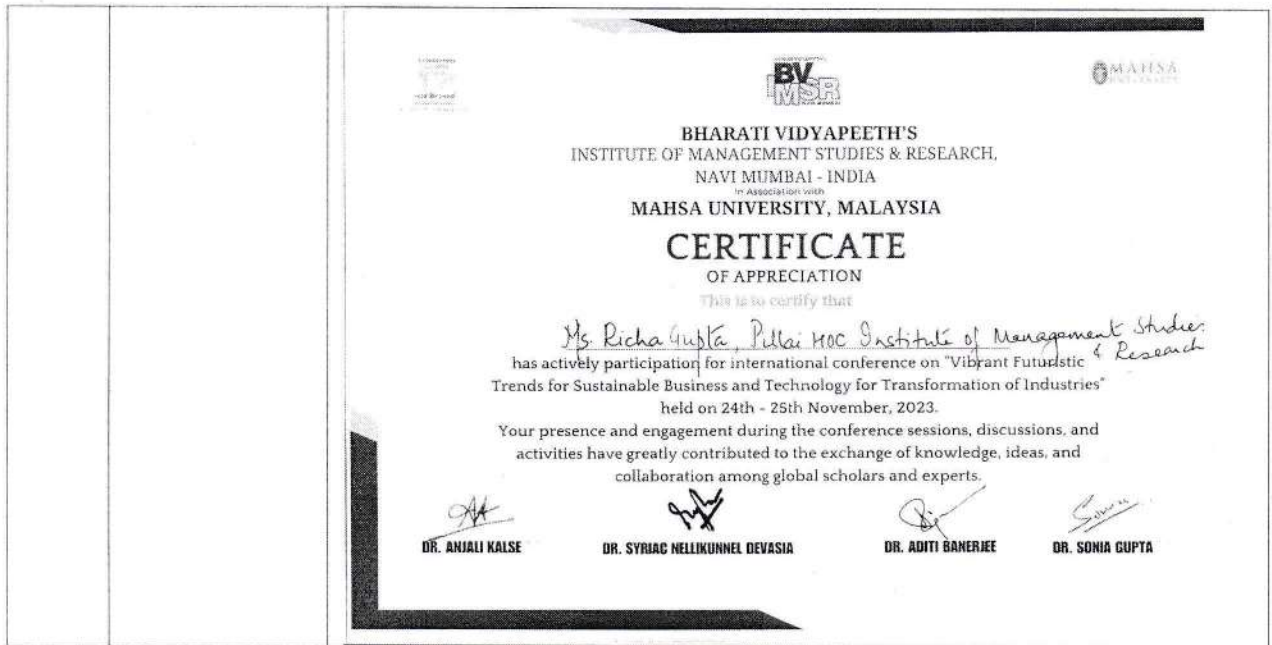 BV
IMSR
MAHSA
UNIVERSITY
BHARATI VIDYAPEETH'S
INSTITUTE OF MANAGEMENT STUDIES & RESEARCH,
NAVI MUMBAI - INDIA
In Association with
MAHSA UNIVERSITY, MALAYSIA
CERTIFICATE
OF APPRECIATION
This is to certify that
Ms. Richa Gupta, Pillai HOC Institute of Management Studies
& Research
has actively participation for international conference on "Vibrant Futuristic
Trends for Sustainable Business and Technology for Transformation of Industries"
held on 24th - 25th November, 2023.
Your presence and engagement during the conference sessions, discussions, and
activities have greatly contributed to the exchange of knowledge, ideas, and
collaboration among global scholars and experts.
Sonia
DR. ANJALI KALSE DR. SYRIAC NELLIKUNNEL DEVASIA DR. ADITI BANERJEE DR. SONIA GUPTA